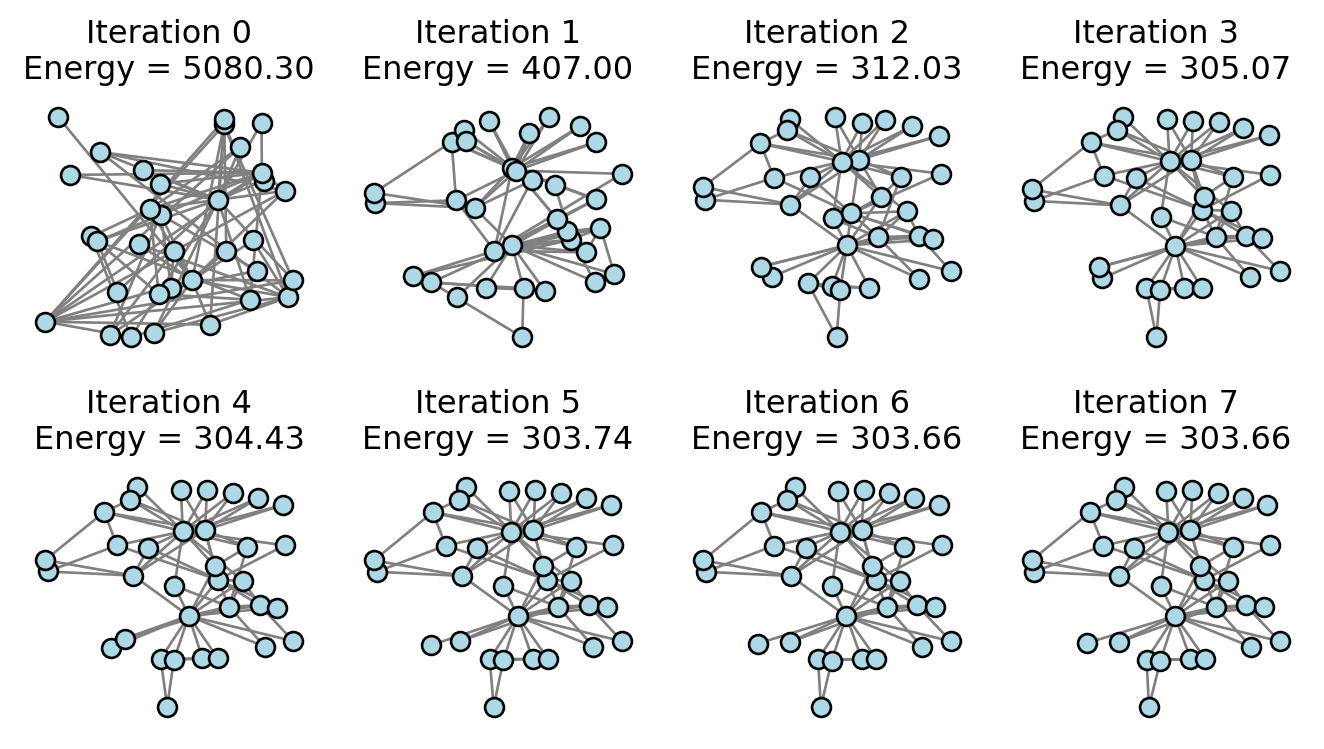 Iteration 0
Energy = 5080.30
Iteration 1
Energy = 407.00
Iteration 2
Energy = 312.03
Iteration 3
Energy = 305.07
Iteration 4
Energy = 304.43
Iteration 5
Energy = 303.74
Iteration 6
Energy = 303.66
Iteration 7
Energy = 303.66